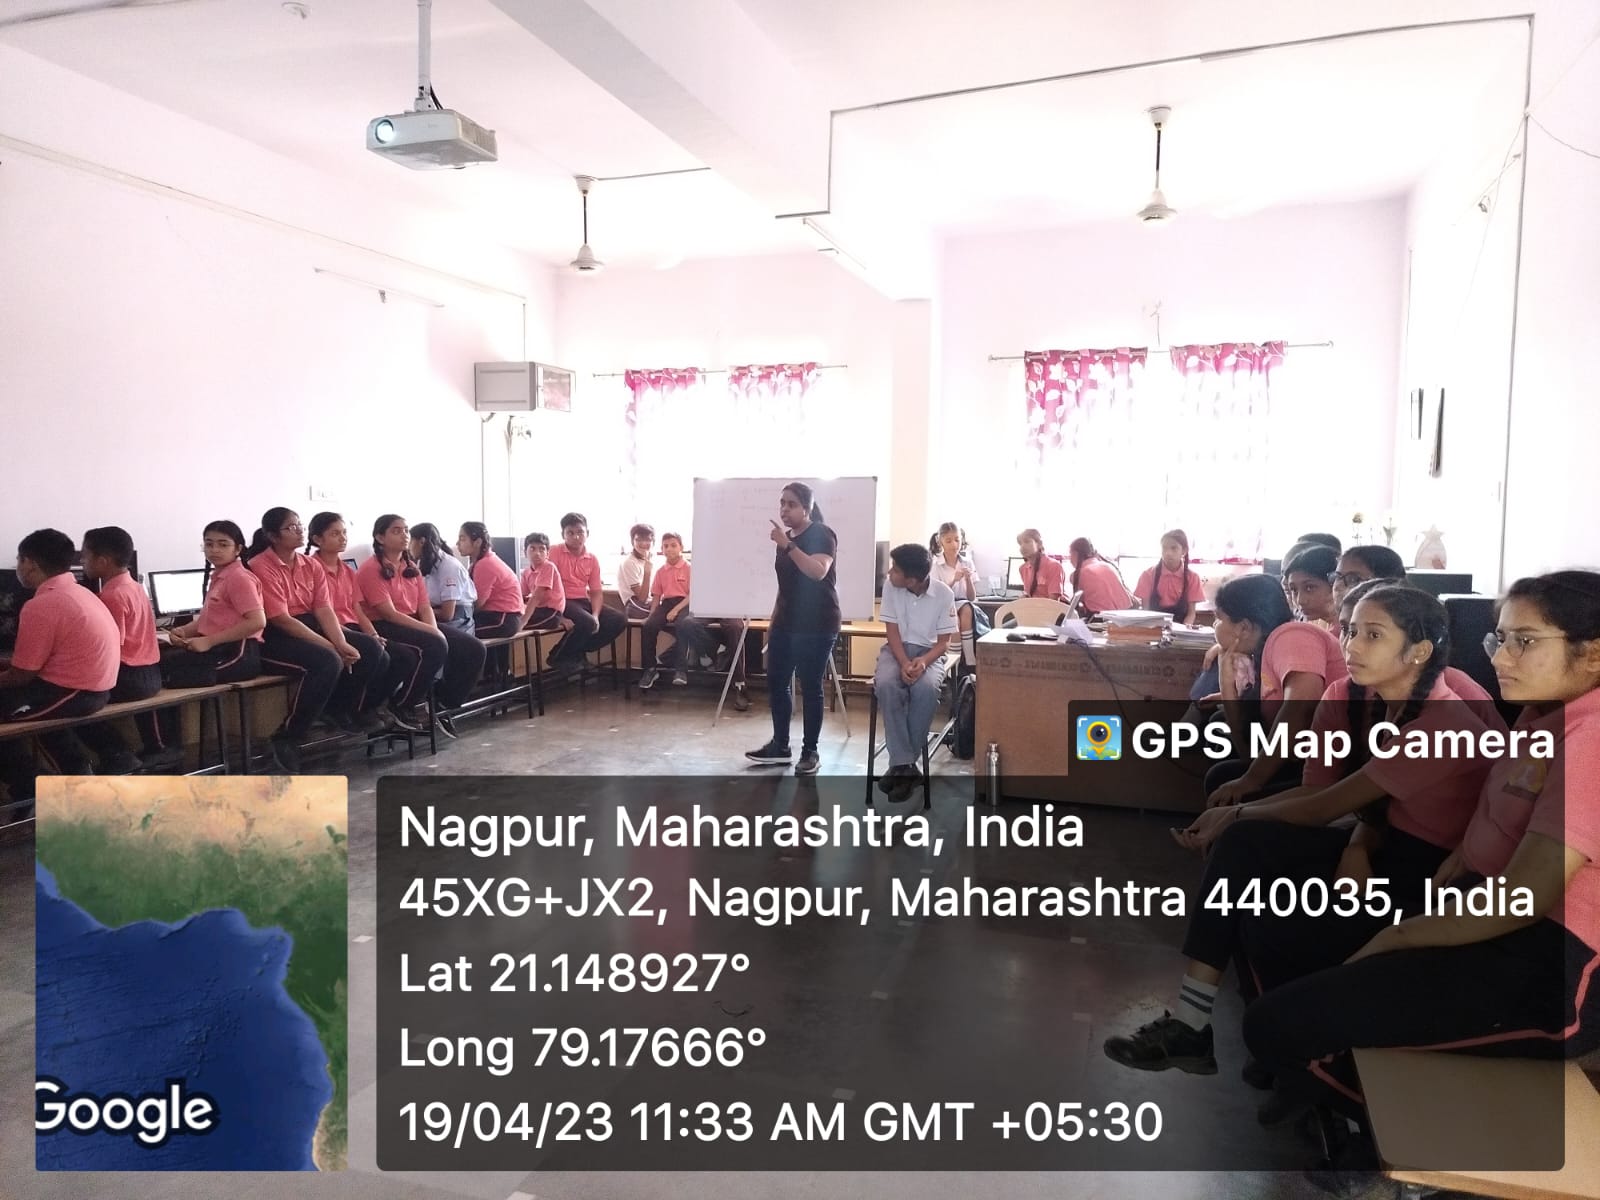 GPS Map Camera
Nagpur, Maharashtra, India
45XG+JX2, Nagpur, Maharashtra 440035, India
Lat 21.148927°
Long 79.17666°
19/04/23 11:33 AM GMT +05:30
Google